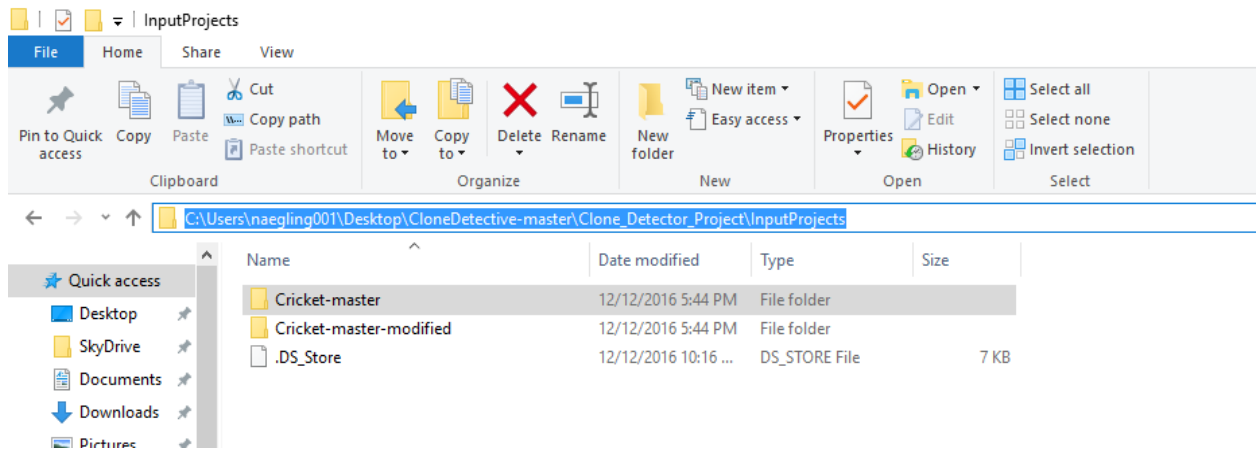 InputProjects
File Home Share View
Pin to Quick access
Copy
Paste
Cut
Copy path
Paste shortcut
Clipboard
Move to
Copy to
Delete
Rename
Organize
New folder
New item
Easy access
New
Properties
Open
Edit
History
Open
Select all
Select none
Invert selection
Select
C:\Users\naegling001\Desktop\CloneDetective-master\Clone_Detector_Project\InputProjects
Name Date modified Type Size
Quick access
Desktop
SkyDrive
Documents
Downloads
Pictures
Cricket-master 12/12/2016 5:44 PM File folder
Cricket-master-modified 12/12/2016 5:44 PM File folder
.DS_Store 12/12/2016 10:16 ... DS_STORE File 7 KB